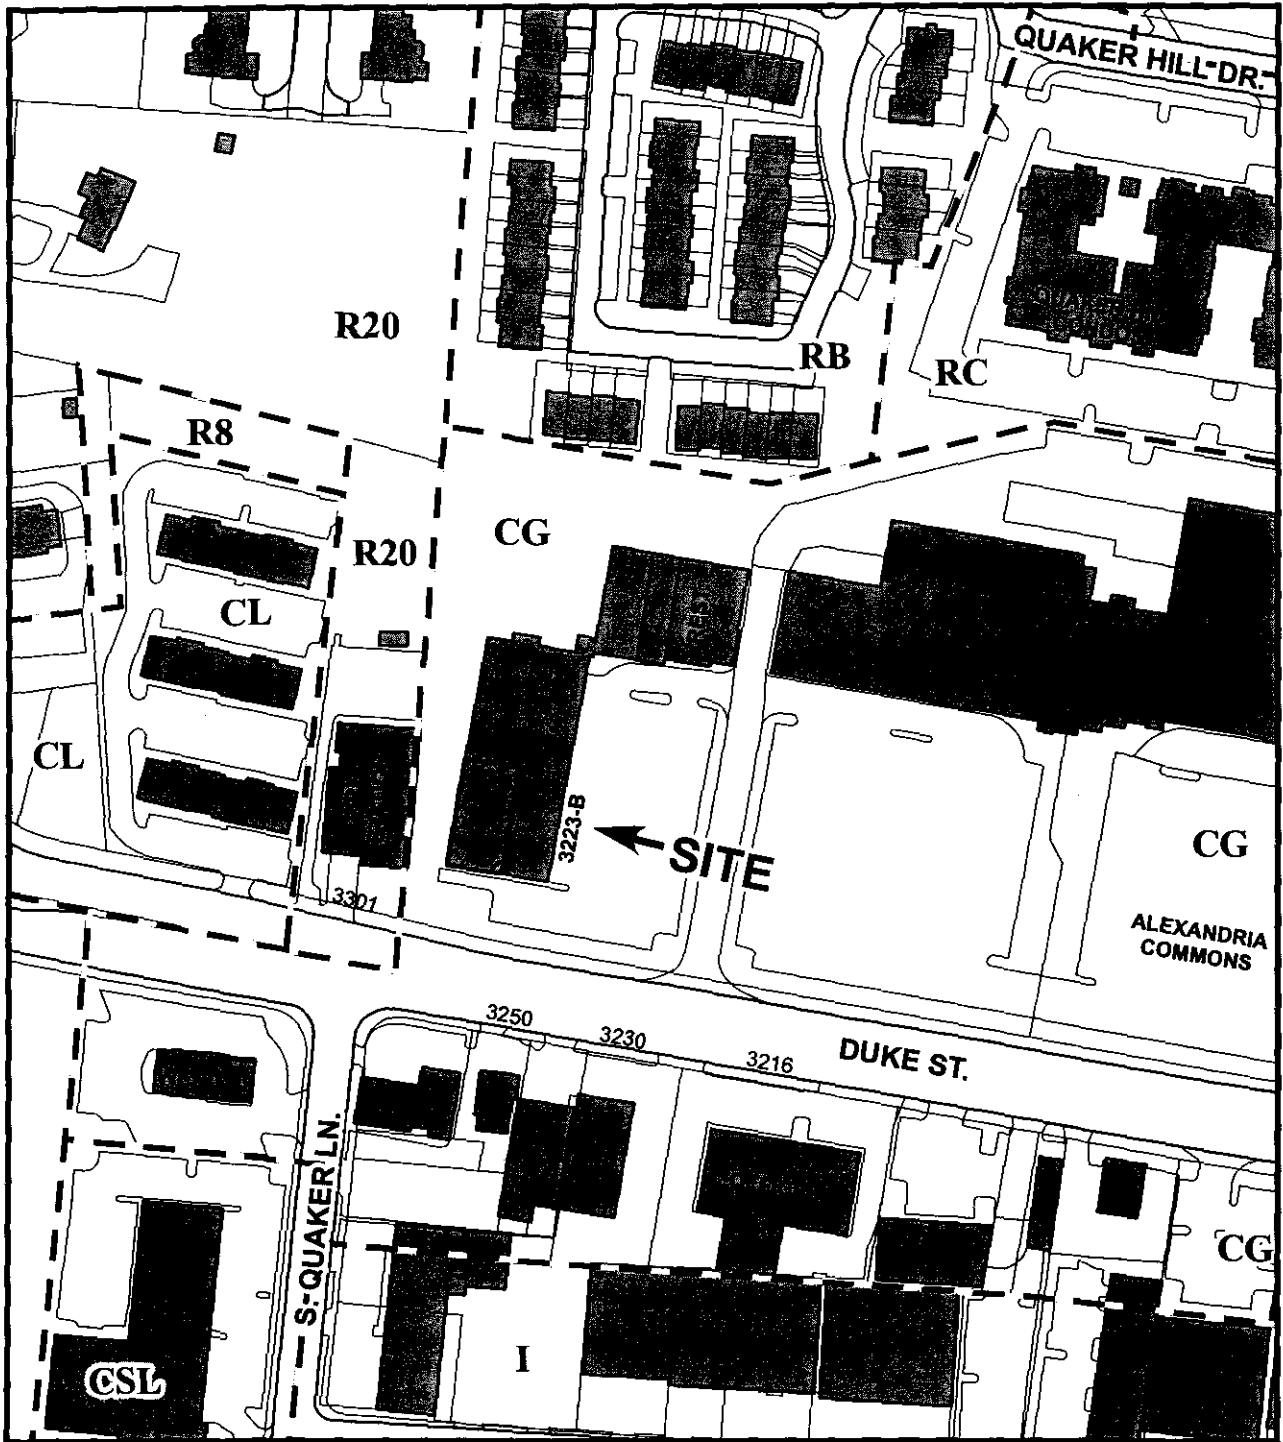 QUAKER HILL DR.
R20
RB
RC
R8
CG
R20
CL
CL
3223-B
SITE
CG
3301
ALEXANDRIA
COMMONS
3250
3230
3216
DUKE ST.
S. QUAKER LN.
CG
I
CSL